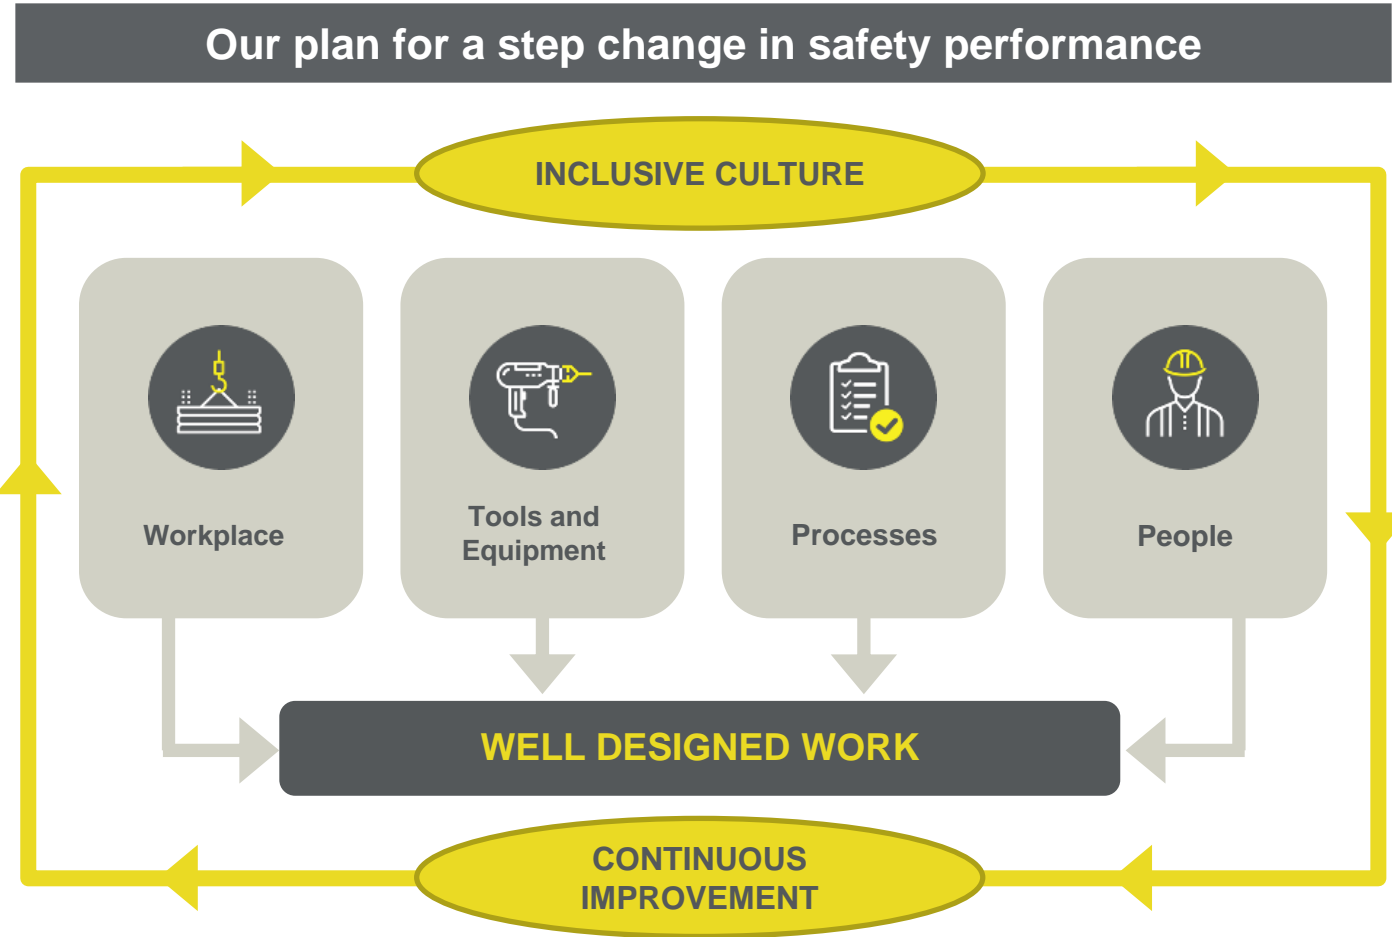 Our plan for a step change in safety performance
INCLUSIVE CULTURE
Workplace
Tools and
Equipment
Processes
People
WELL DESIGNED WORK
CONTINUOUS
IMPROVEMENT